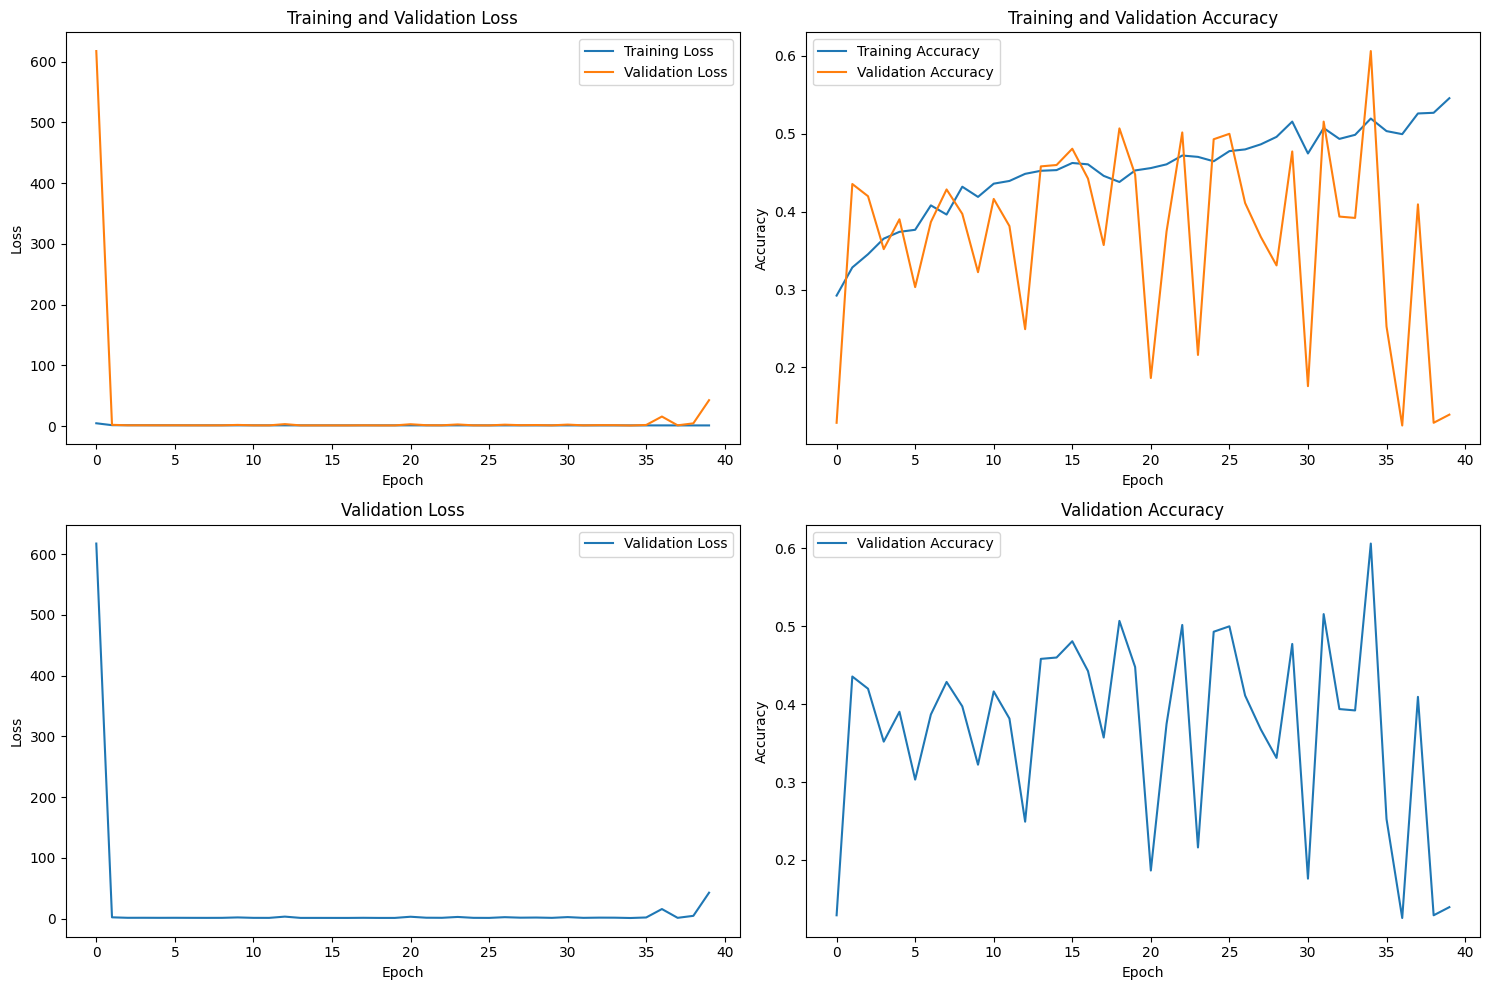 Training and Validation Loss
Training Loss
Validation Loss
600
500
400
300
200
100
0
Loss
0 5 10 15 20 25 30 35 40
Epoch
Training and Validation Accuracy
Training Accuracy
Validation Accuracy
0.6
0.5
0.4
0.3
0.2
Accuracy
0 5 10 15 20 25 30 35 40
Epoch
Validation Loss
Validation Loss
600
500
400
300
200
100
0
Loss
0 5 10 15 20 25 30 35 40
Epoch
Validation Accuracy
Validation Accuracy
0.6
0.5
0.4
0.3
0.2
Accuracy
0 5 10 15 20 25 30 35 40
Epoch